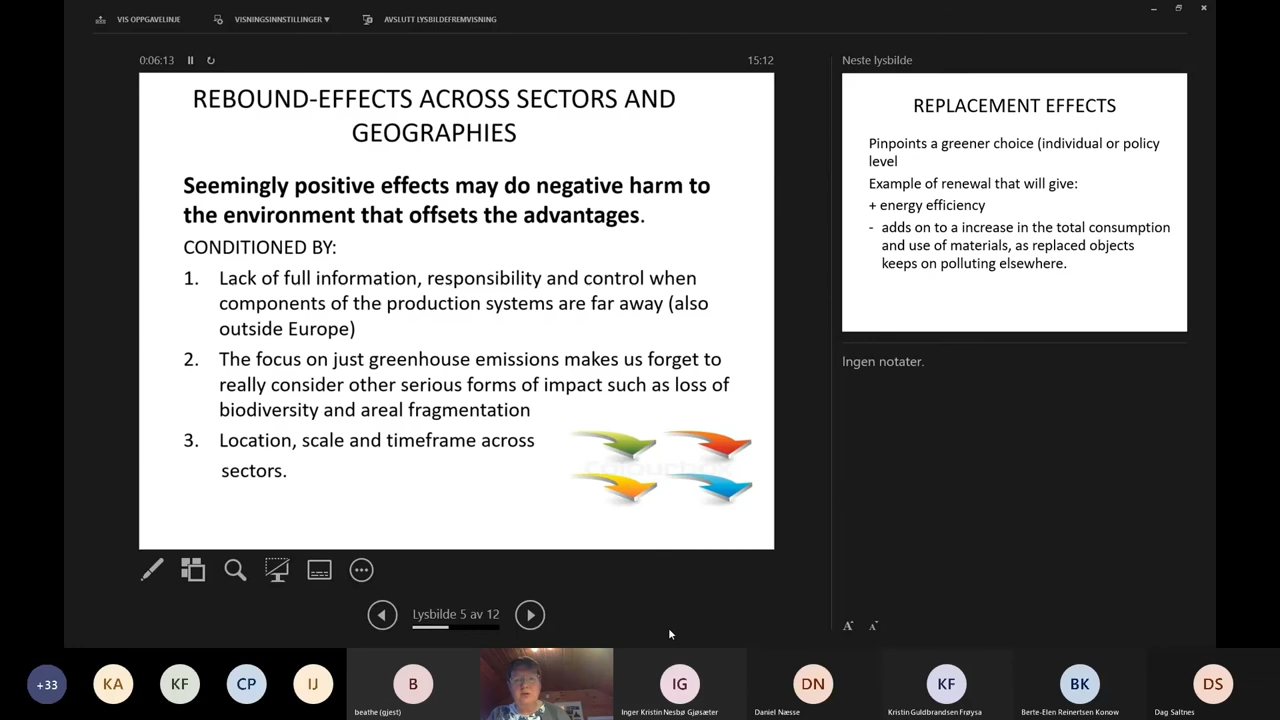 VIS OPPGAVELINJE
VISNINGSINNSTILLINGER ▾
AVSLUTT LYSBILDEFREMVISNING
0:06:13
15:12
REBOUND-EFFECTS ACROSS SECTORS AND
GEOGRAPHIES
Seemingly positive effects may do negative harm to
the environment that offsets the advantages.
CONDITIONED BY:
1. Lack of full information, responsibility and control when
components of the production systems are far away (also
outside Europe)
2. The focus on just greenhouse emissions makes us forget to
really consider other serious forms of impact such as loss of
biodiversity and areal fragmentation
3. Location, scale and timeframe across
sectors.
colourbox
Lysbilde 5 av 12
Neste lysbilde
REPLACEMENT EFFECTS
Pinpoints a greener choice (individual or policy
level
Example of renewal that will give:
+ energy efficiency
- adds on to a increase in the total consumption
and use of materials, as replaced objects
keeps on polluting elsewhere.
Ingen notater.
A A
+33
KA
KF
CP
IJ
B
beathe (gjest)
IG
Inger Kristin Nesbø Gjøsæter
DN
Daniel Næsse
KF
Kristin Guldbrandsen Frøysa
BK
Berte-Elen Reinertsen Konow
DS
Dag Saltnes